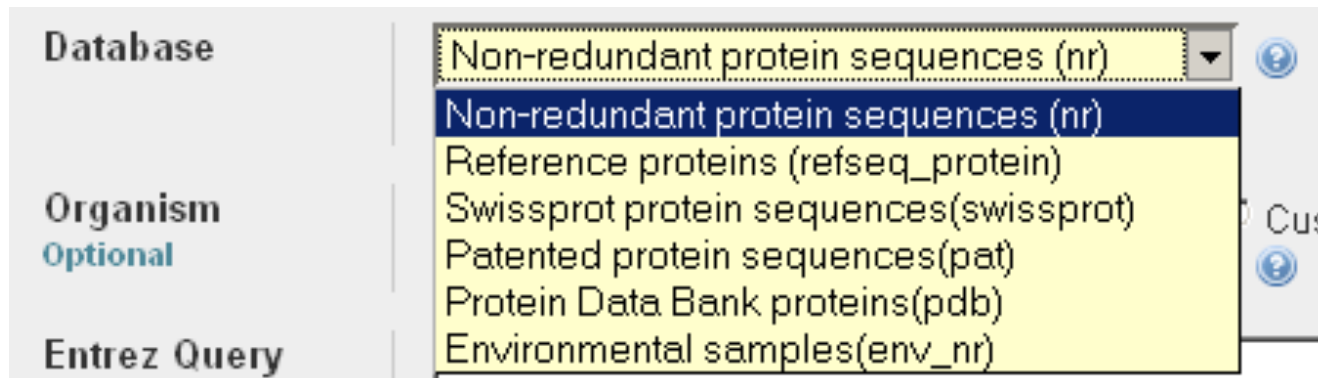 Database
Non-redundant protein sequences (nr)
Non-redundant protein sequences (nr)
Reference proteins (refseq_protein)
Organism
Swissprot protein sequences(swissprot)
Optional
Patented protein sequences(pat)
Protein Data Bank proteins(pdb)
Entrez Query
Environmental samples(env_nr)